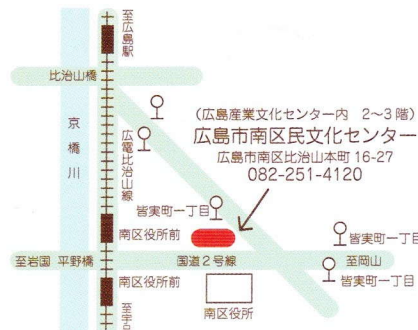 至広島駅
比治山橋
京橋川
広電比治山線
(広島産業文化センター内 2~3階)
広島市南区民文化センター
広島市南区比治山本町 16-27
082-251-4120
皆実町一丁目
南区役所前
皆実町一丁目
至岩国 平野橋
国道2号線
至岡山
南区役所前
皆実町一丁目
南区役所